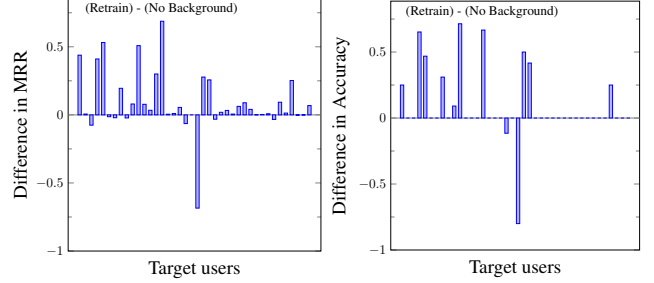 (Retrain) - (No Background)
0.5
0
−0.5
−1
Difference in MRR
Target users
(Retrain) - (No Background)
0.5
0
−0.5
−1
Difference in Accuracy
Target users